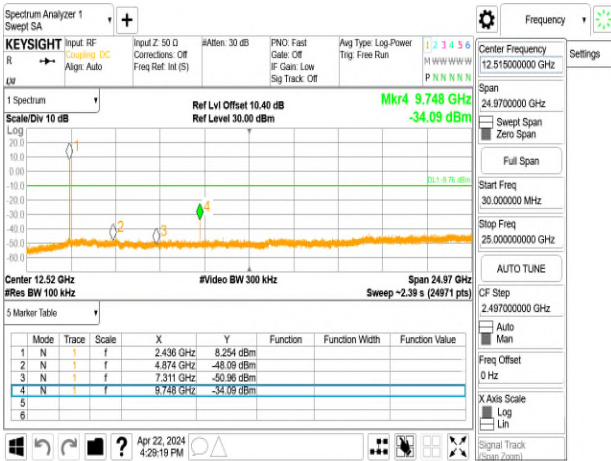 Spectrum Analyzer 1
Swept SA
KEYSIGHT
R
Input: RF
Coupling: DC
Align: Auto
Input Z: 50 Ω
Corrections: Off
Freq Ref: Int (S)
#Atten: 30 dB
PNO: Fast
Gate: Off
IF Gain: Low
Sig Track: Off
Avg Type: Log-Power
Trig: Free Run
1 2 3 4 5 6
M W W W W W
P N N N N N
1 Spectrum
Scale/Div 10 dB
Ref Lvl Offset 10.40 dB
Ref Level 30.00 dBm
Mkr4 9.748 GHz
-34.09 dBm
Log
20.0
10.0
0.00
-10.0
-20.0
-30.0
-40.0
-50.0
-60.0
1
2
3
4
DL1 -9.76 dBm
Center 12.52 GHz
#Res BW 100 kHz
#Video BW 300 kHz
Span 24.97 GHz
Sweep ~2.39 s (24971 pts)
5 Marker Table
Mode Trace Scale X Y Function Function Width Function Value
1 N 1 f 2.436 GHz 8.254 dBm
2 N 1 f 4.874 GHz -48.09 dBm
3 N 1 f 7.311 GHz -50.96 dBm
4 N 1 f 9.748 GHz -34.09 dBm
5
6
?
Apr 22, 2024
4:29:19 PM
Frequency
Settings
Center Frequency
12.515000000 GHz
Span
24.9700000 GHz
Swept Span
Zero Span
Full Span
Start Freq
30.000000 MHz
Stop Freq
25.000000000 GHz
AUTO TUNE
CF Step
2.497000000 GHz
Auto
Man
Freq Offset
0 Hz
X Axis Scale
Log
Lin
Signal Track
(Span Zoom)